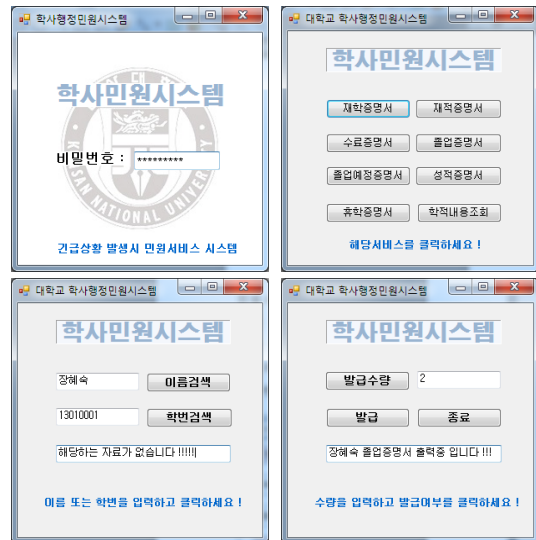 학사행정민원시스템
학사민원시스템
비밀번호 : *********
NATIONAL UNIVER
긴급상황 발생시 민원서비스 시스템
대학교 학사행정민원시스템
학사민원시스템
재학증명서 재적증명서
수료증명서 졸업증명서
졸업예정증명서 성적증명서
휴학증명서 학적내용조회
해당서비스를 클릭하세요 !
대학교 학사행정민원시스템
학사민원시스템
장혜숙 이름검색
13010001 학번검색
해당하는 자료가 없습니다 !!!!!
이름 또는 학번을 입력하고 클릭하세요 !
대학교 학사행정민원시스템
학사민원시스템
발급수량 2
발급 종료
장혜숙 졸업증명서 출력중 입니다 !!!
수량을 입력하고 발급여부를 클릭하세요 !